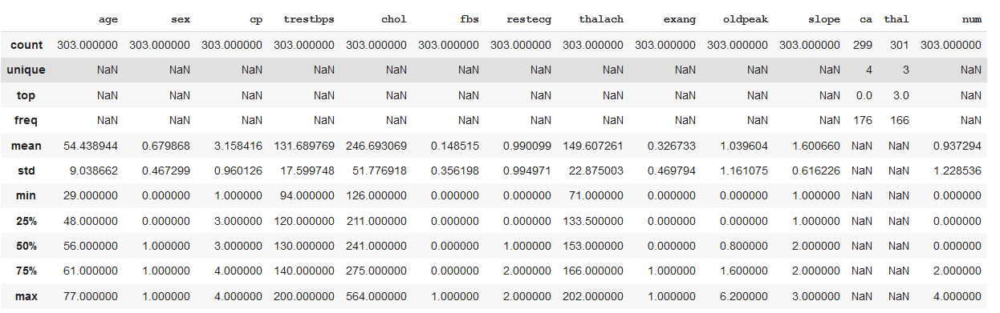 age sex cp trestbps chol fbs restecg thalach exang oldpeak slope ca thal num
count 303.000000 303.000000 303.000000 303.000000 303.000000 303.000000 303.000000 303.000000 303.000000 303.000000 303.000000 299 301 303.000000
unique NaN NaN NaN NaN NaN NaN NaN NaN NaN NaN NaN 4 3 NaN
top NaN NaN NaN NaN NaN NaN NaN NaN NaN NaN NaN 0.0 3.0 NaN
freq NaN NaN NaN NaN NaN NaN NaN NaN NaN NaN NaN 176 166 NaN
mean 54.438944 0.679868 3.158416 131.689769 246.693069 0.148515 0.990099 149.607261 0.326733 1.039604 1.600660 NaN NaN 0.937294
std 9.038662 0.467299 0.960126 17.599748 51.776918 0.356198 0.994971 22.875003 0.469794 1.161075 0.616226 NaN NaN 1.228536
min 29.000000 0.000000 1.000000 94.000000 126.000000 0.000000 0.000000 71.000000 0.000000 0.000000 1.000000 NaN NaN 0.000000
25% 48.000000 0.000000 3.000000 120.000000 211.000000 0.000000 0.000000 133.500000 0.000000 0.000000 1.000000 NaN NaN 0.000000
50% 56.000000 1.000000 3.000000 130.000000 241.000000 0.000000 1.000000 153.000000 0.000000 0.800000 2.000000 NaN NaN 0.000000
75% 61.000000 1.000000 4.000000 140.000000 275.000000 0.000000 2.000000 166.000000 1.000000 1.600000 2.000000 NaN NaN 2.000000
max 77.000000 1.000000 4.000000 200.000000 564.000000 1.000000 2.000000 202.000000 1.000000 6.200000 3.000000 NaN NaN 4.000000